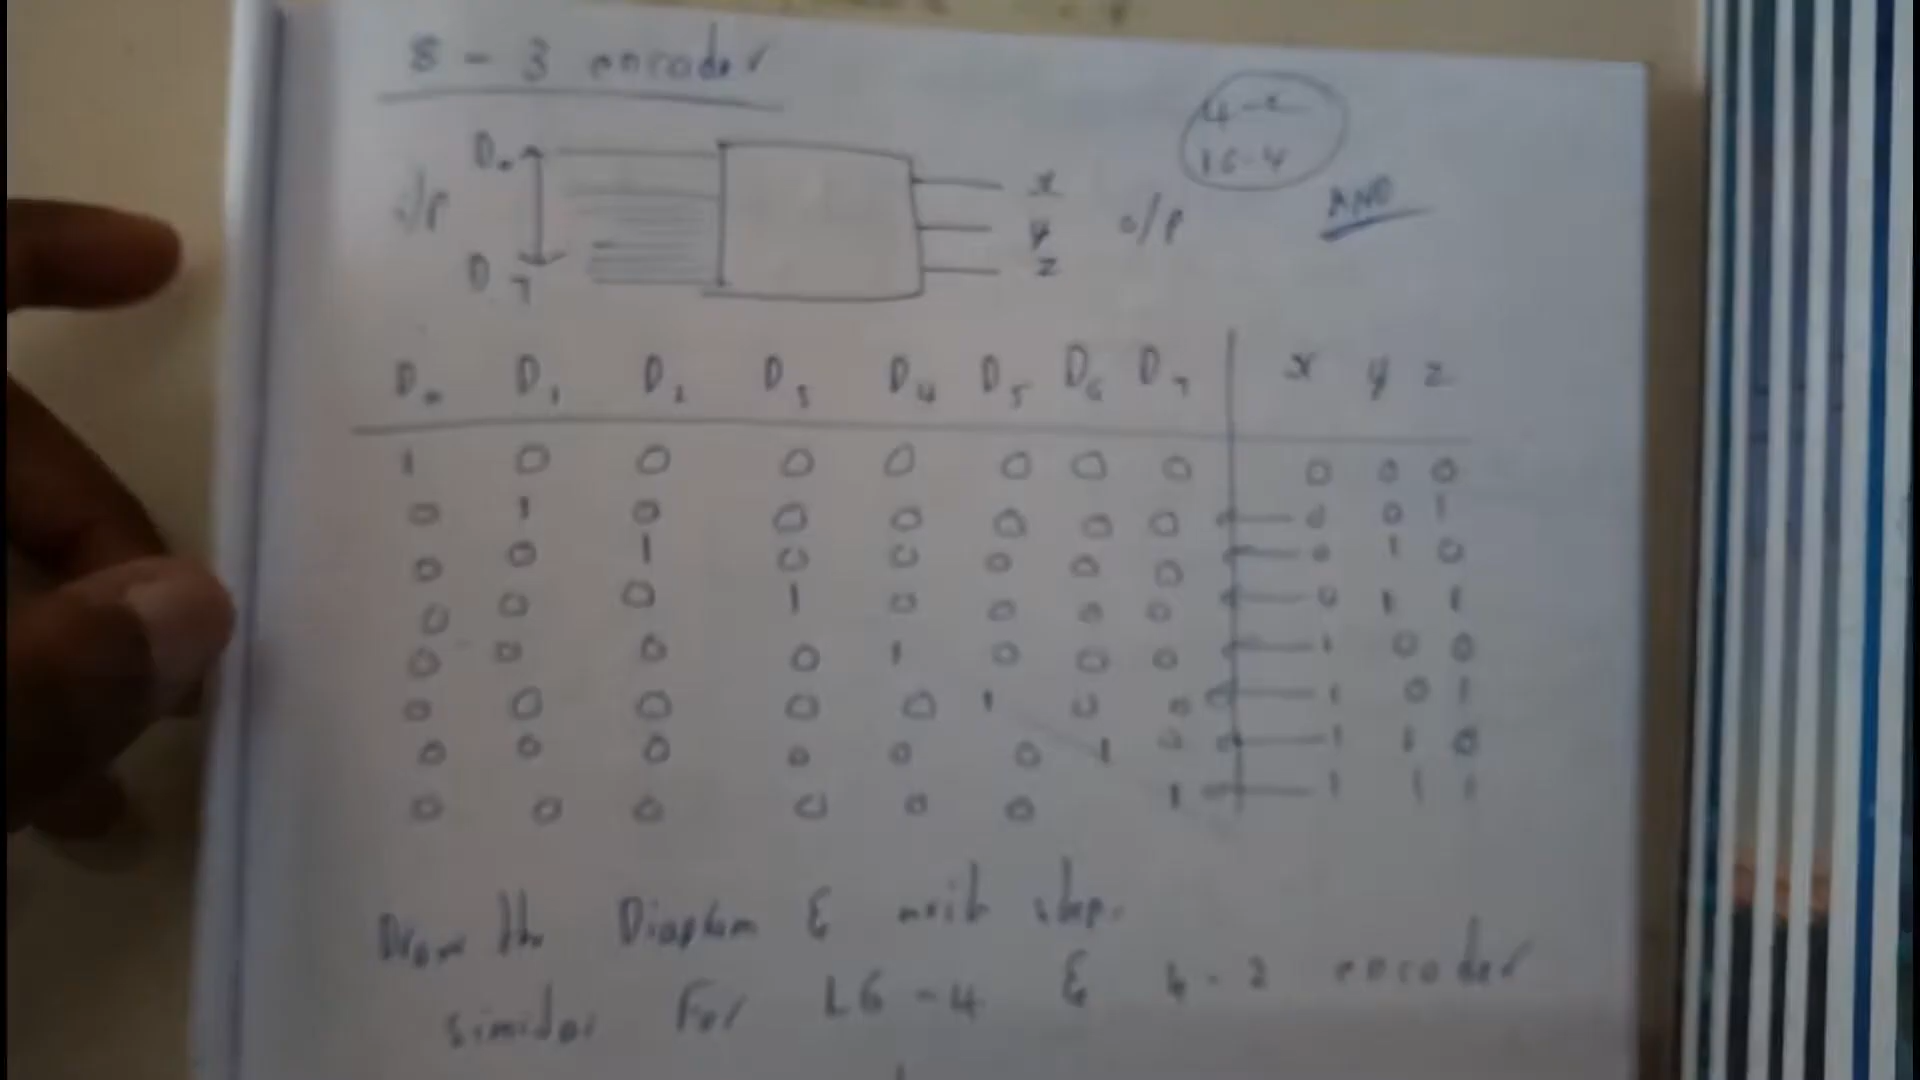 8 - 3 encoder
4-2
16-4
AND
D₀
i/P
D₇
x
y
z
o/P
D₀ D₁ D₂ D₃ D₄ D₅ D₆ D₇ x y z
1 0 0 0 0 0 0 0 0 0 0
0 1 0 0 0 0 0 0 0 0 1
0 0 1 0 0 0 0 0 0 1 0
0 0 0 1 0 0 0 0 0 1 1
0 0 0 0 1 0 0 0 1 0 0
0 0 0 0 0 1 0 0 1 0 1
0 0 0 0 0 0 1 0 1 1 0
0 0 0 0 0 0 1 1 1 1
Draw the Diagram & write step.
Similar For 16-4 & 4-2 encoder